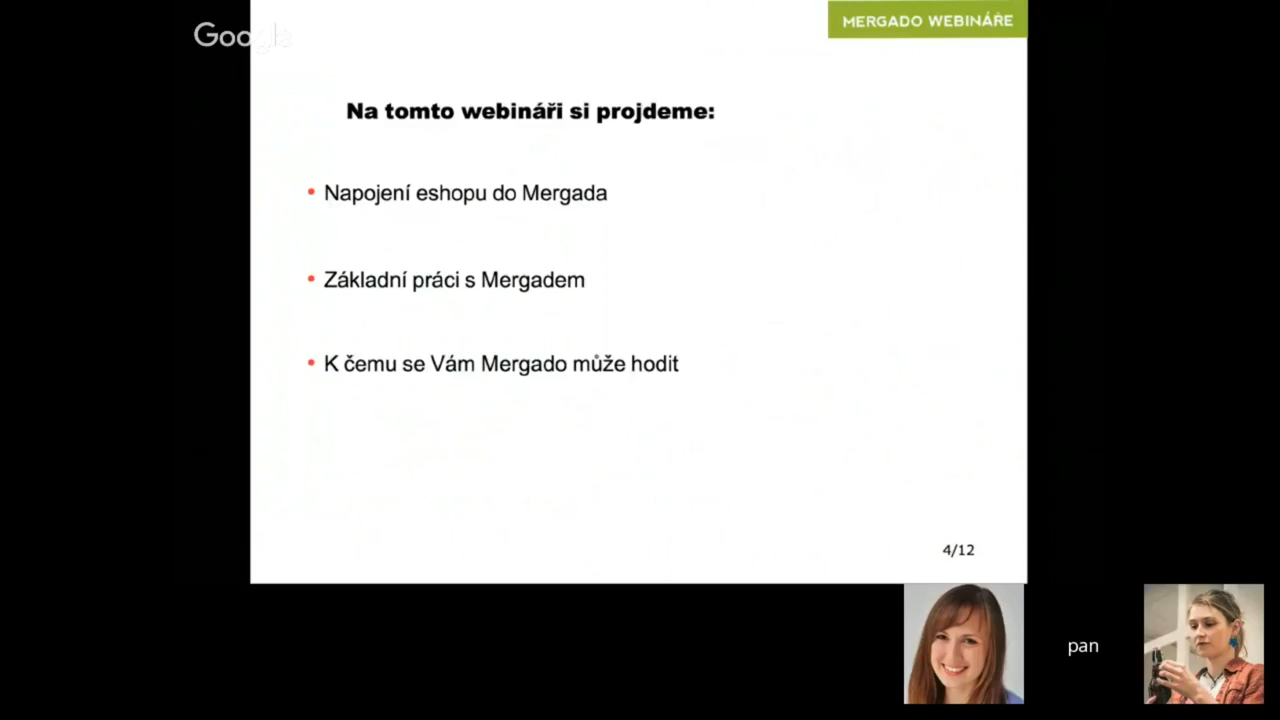 Google
MERGADO WEBINÁŘE
Na tomto webináři si projdeme:
• Napojení eshopu do Mergada
• Základní práci s Mergadem
• K čemu se Vám Mergado může hodit
4/12
pan